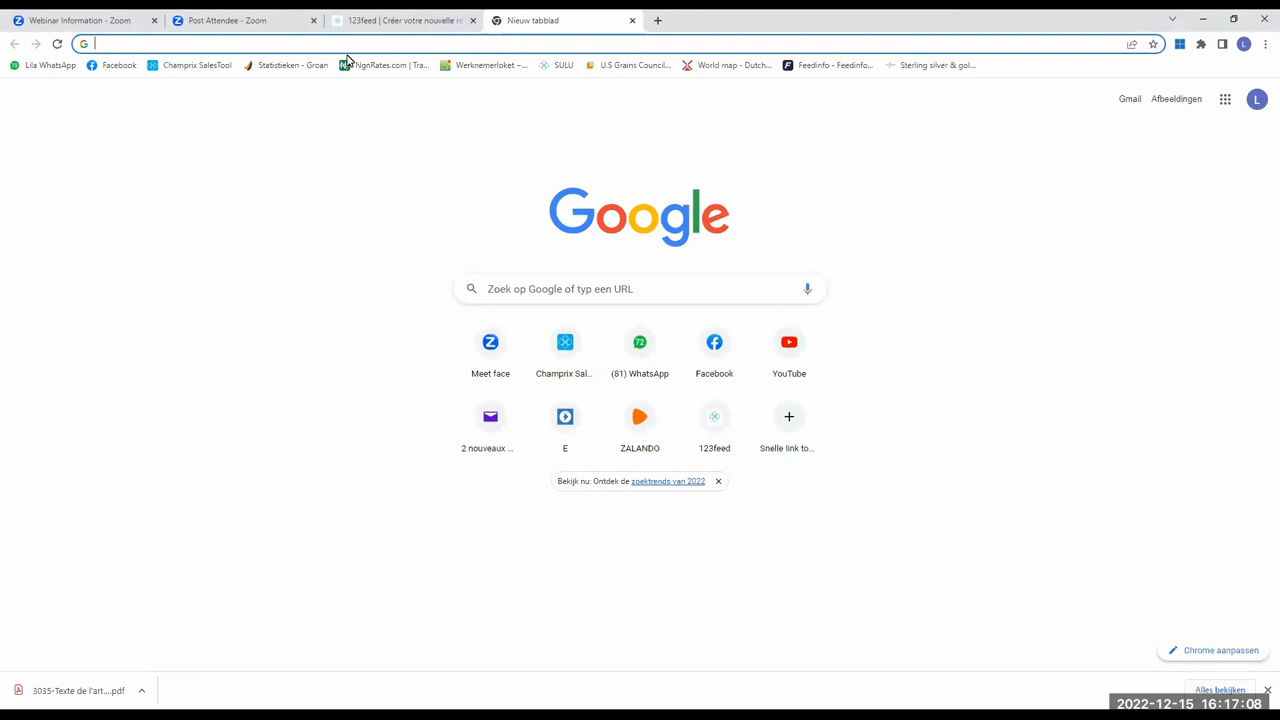 Webinar Information - Zoom
Post Attendee - Zoom
123feed | Créer votre nouvelle re
Nieuw tabblad
L
Lila WhatsApp
Facebook
Champrix SalesTool
Statistieken - Groan
NgnRates.com | Tra...
Werknemerloket –...
SULU
U.S Grains Council...
World map - Dutch...
Feedinfo - Feedinfo...
Sterling silver & gol...
Gmail
Afbeeldingen
L
Google
Zoek op Google of typ een URL
72
Meet face
Champrix Sal...
(81) WhatsApp
Facebook
YouTube
2 nouveaux ...
E
ZALANDO
123feed
Snelle link to...
Bekijk nu: Ontdek de zoektrends van 2022
Chrome aanpassen
3035-Texte de l'art....pdf
Alles bekijken
2022-12-15 16:17:08